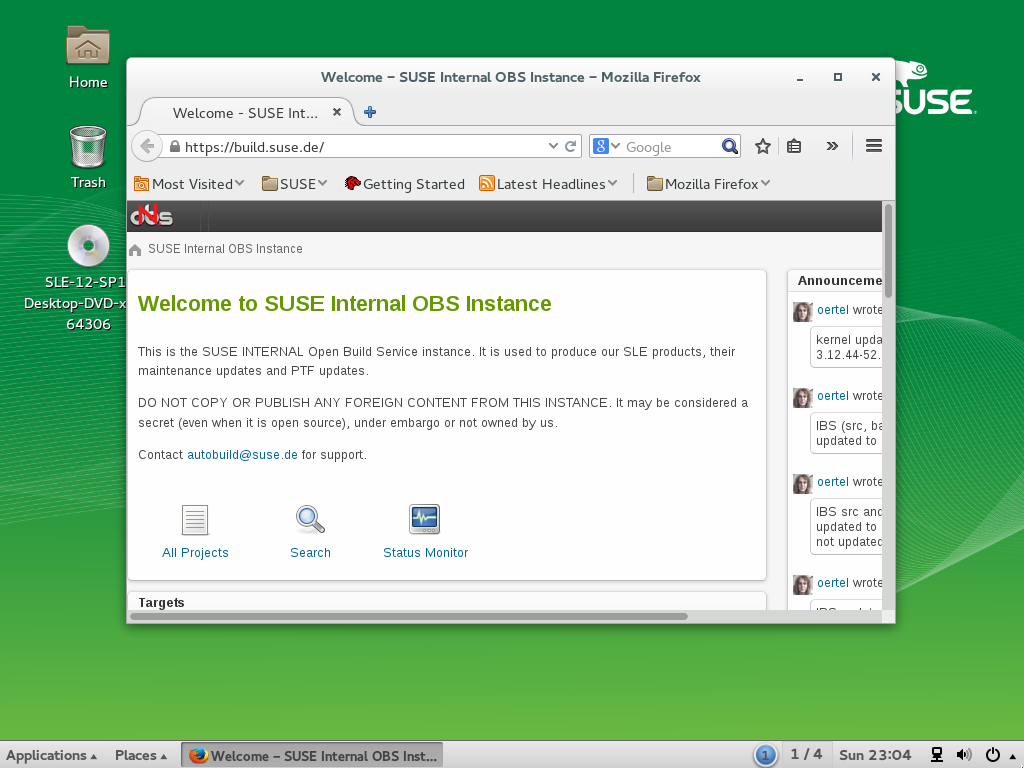 Home
Trash
SLE-12-SP1
Desktop-DVD-x
64306
SUSE
Welcome – SUSE Internal OBS Instance – Mozilla Firefox
Welcome - SUSE Int...
https://build.suse.de/
8
Google
Most Visited
SUSE
Getting Started
Latest Headlines
Mozilla Firefox
obs
SUSE Internal OBS Instance
Welcome to SUSE Internal OBS Instance
This is the SUSE INTERNAL Open Build Service instance. It is used to produce our SLE products, their
maintenance updates and PTF updates.
DO NOT COPY OR PUBLISH ANY FOREIGN CONTENT FROM THIS INSTANCE. It may be considered a
secret (even when it is open source), under embargo or not owned by us.
Contact autobuild@suse.de for support.
All Projects
Search
Status Monitor
Targets
Announceme
oertel wrote
kernel upda
3.12.44-52.
oertel wrote
IBS (src, ba
updated to
oertel wrote
IBS src and
updated to
not updated
oertel wrote
Applications
Places
Welcome – SUSE Internal OBS Inst...
1
1 / 4
Sun 23:04